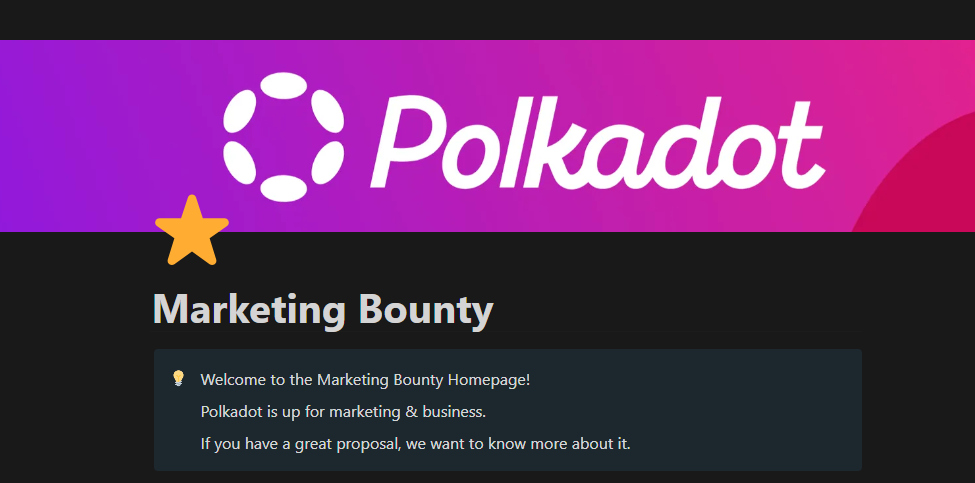 Polkadot
Marketing Bounty
Welcome to the Marketing Bounty Homepage!
Polkadot is up for marketing & business.
If you have a great proposal, we want to know more about it.